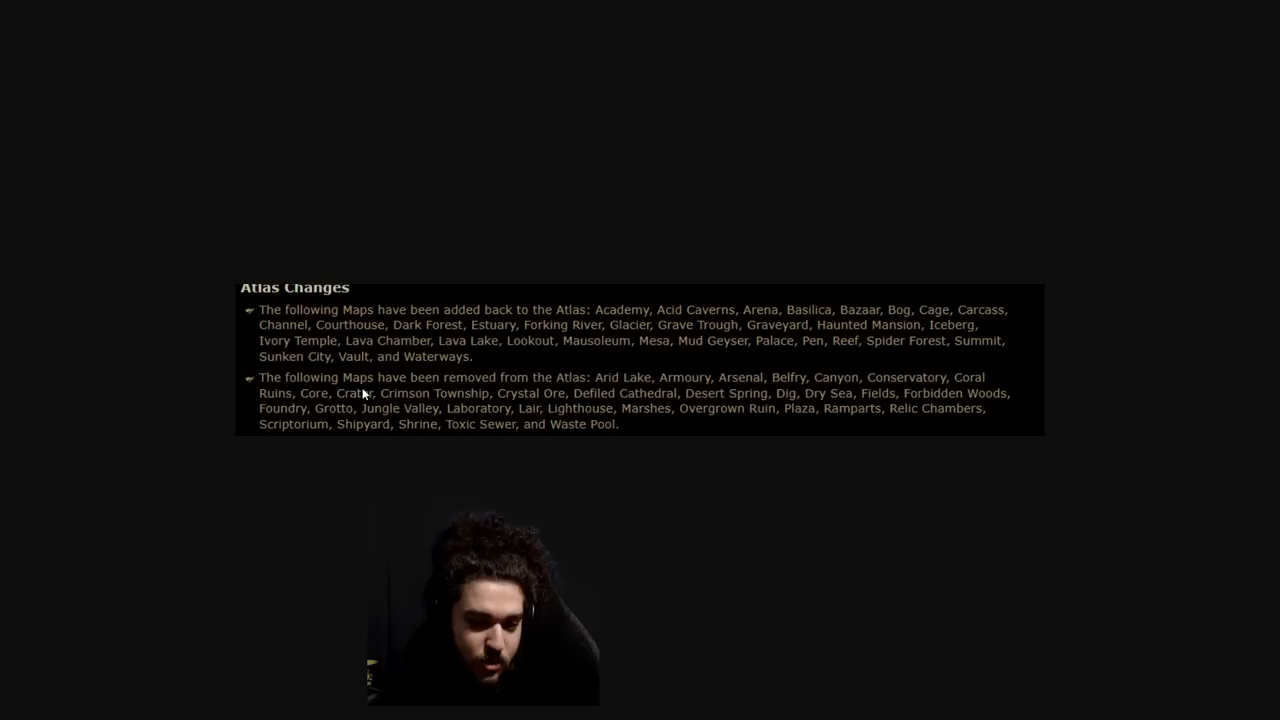 Atlas Changes
The following Maps have been added back to the Atlas: Academy, Acid Caverns, Arena, Basilica, Bazaar, Bog, Cage, Carcass,
Channel, Courthouse, Dark Forest, Estuary, Forking River, Glacier, Grave Trough, Graveyard, Haunted Mansion, Iceberg,
Ivory Temple, Lava Chamber, Lava Lake, Lookout, Mausoleum, Mesa, Mud Geyser, Palace, Pen, Reef, Spider Forest, Summit,
Sunken City, Vault, and Waterways.
The following Maps have been removed from the Atlas: Arid Lake, Armoury, Arsenal, Belfry, Canyon, Conservatory, Coral
Ruins, Core, Crater, Crimson Township, Crystal Ore, Defiled Cathedral, Desert Spring, Dig, Dry Sea, Fields, Forbidden Woods,
Foundry, Grotto, Jungle Valley, Laboratory, Lair, Lighthouse, Marshes, Overgrown Ruin, Plaza, Ramparts, Relic Chambers,
Scriptorium, Shipyard, Shrine, Toxic Sewer, and Waste Pool.